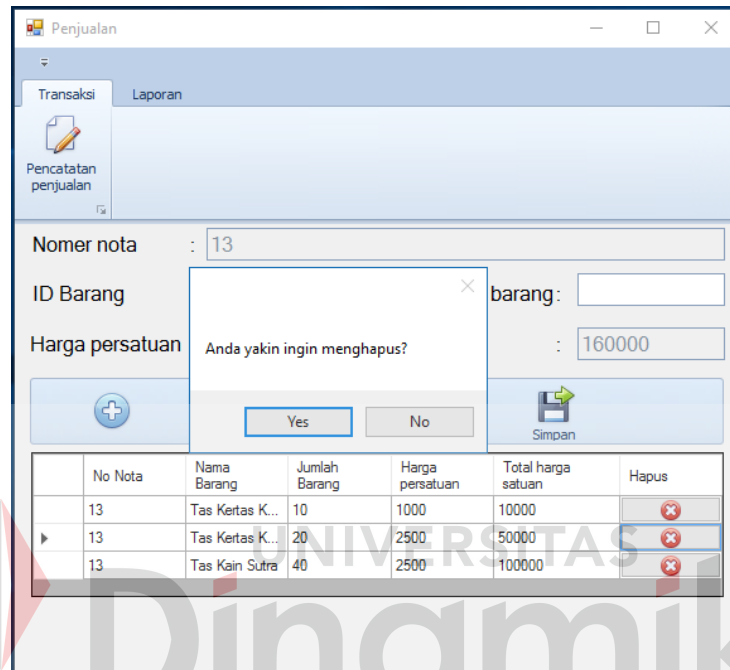 Penjualan
Transaksi Laporan
Pencatatan
penjualan
Nomer nota : 13
ID Barang barang:
Harga persatuan : 160000
Anda yakin ingin menghapus?
Yes No
Simpan
No Nota Nama Barang Jumlah Barang Harga persatuan Total harga satuan Hapus
13 Tas Kertas K... 10 1000 10000
13 Tas Kertas K... 20 2500 50000
13 Tas Kain Sutra 40 2500 100000
UNIVERSITAS
Dinamik